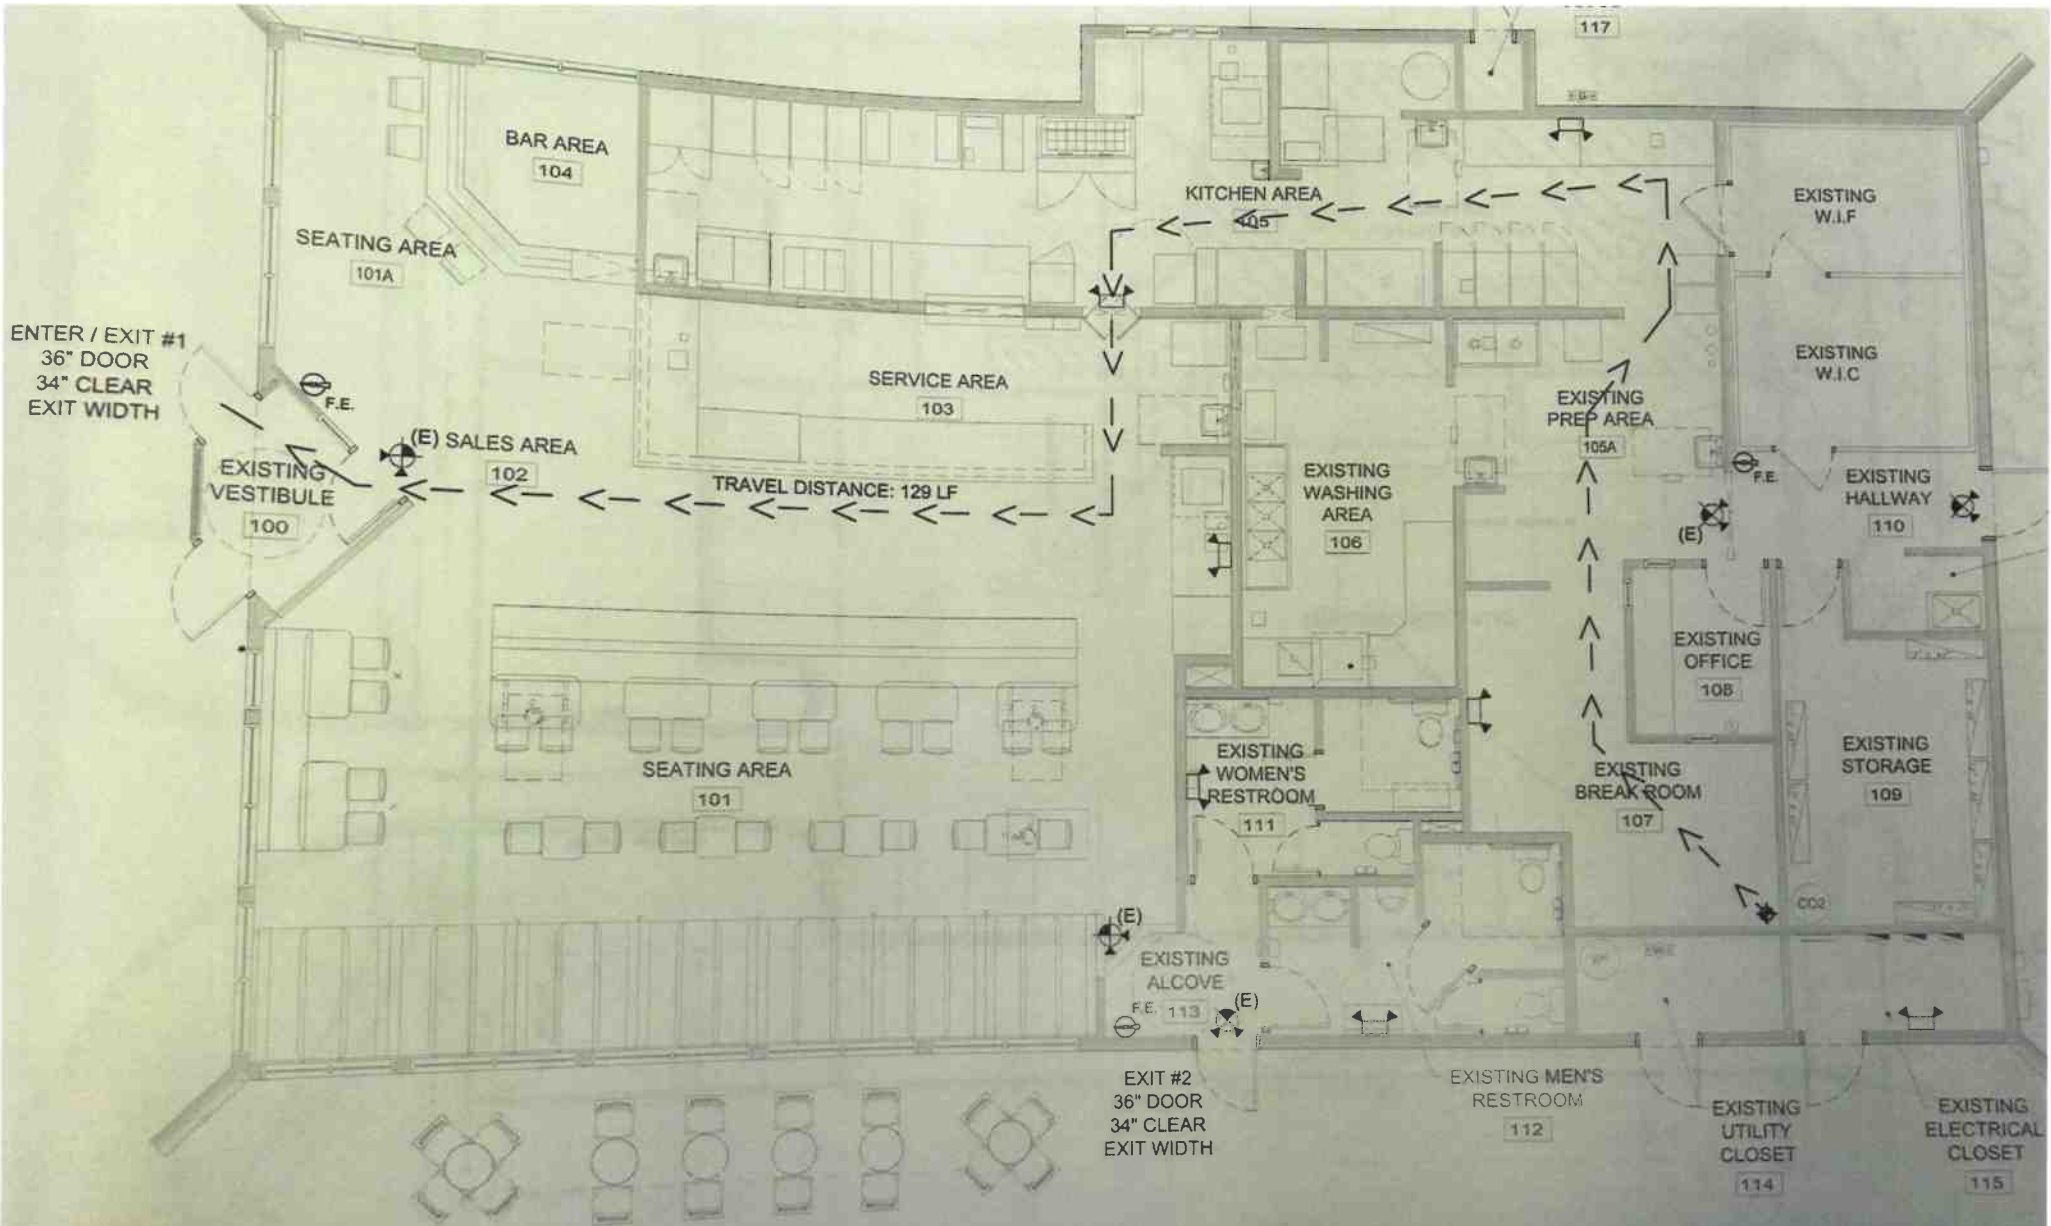 117
BAR AREA
104
KITCHEN AREA
105
EXISTING
W.I.F
SEATING AREA
101A
ENTER / EXIT #1
36" DOOR
34" CLEAR
EXIT WIDTH
F.E.
SERVICE AREA
103
EXISTING
W.I.C
EXISTING
PREP AREA
105A
(E) SALES AREA
102
EXISTING
VESTIBULE
100
TRAVEL DISTANCE: 129 LF
EXISTING
WASHING
AREA
106
F.E.
(E)
EXISTING
HALLWAY
110
EXISTING
OFFICE
108
SEATING AREA
101
EXISTING
WOMEN'S
RESTROOM
111
EXISTING
BREAK ROOM
107
EXISTING
STORAGE
109
CO2
(E)
EXISTING
ALCOVE
113
F.E.
(E)
EXIT #2
36" DOOR
34" CLEAR
EXIT WIDTH
EXISTING MEN'S
RESTROOM
112
EXISTING
UTILITY
CLOSET
114
EXISTING
ELECTRICAL
CLOSET
115